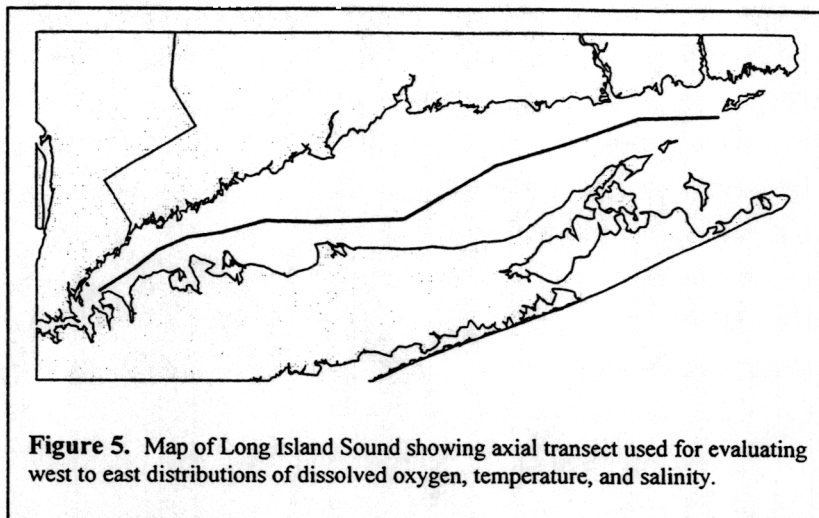 Figure 5. Map of Long Island Sound showing axial transect used for evaluating
west to east distributions of dissolved oxygen, temperature, and salinity.